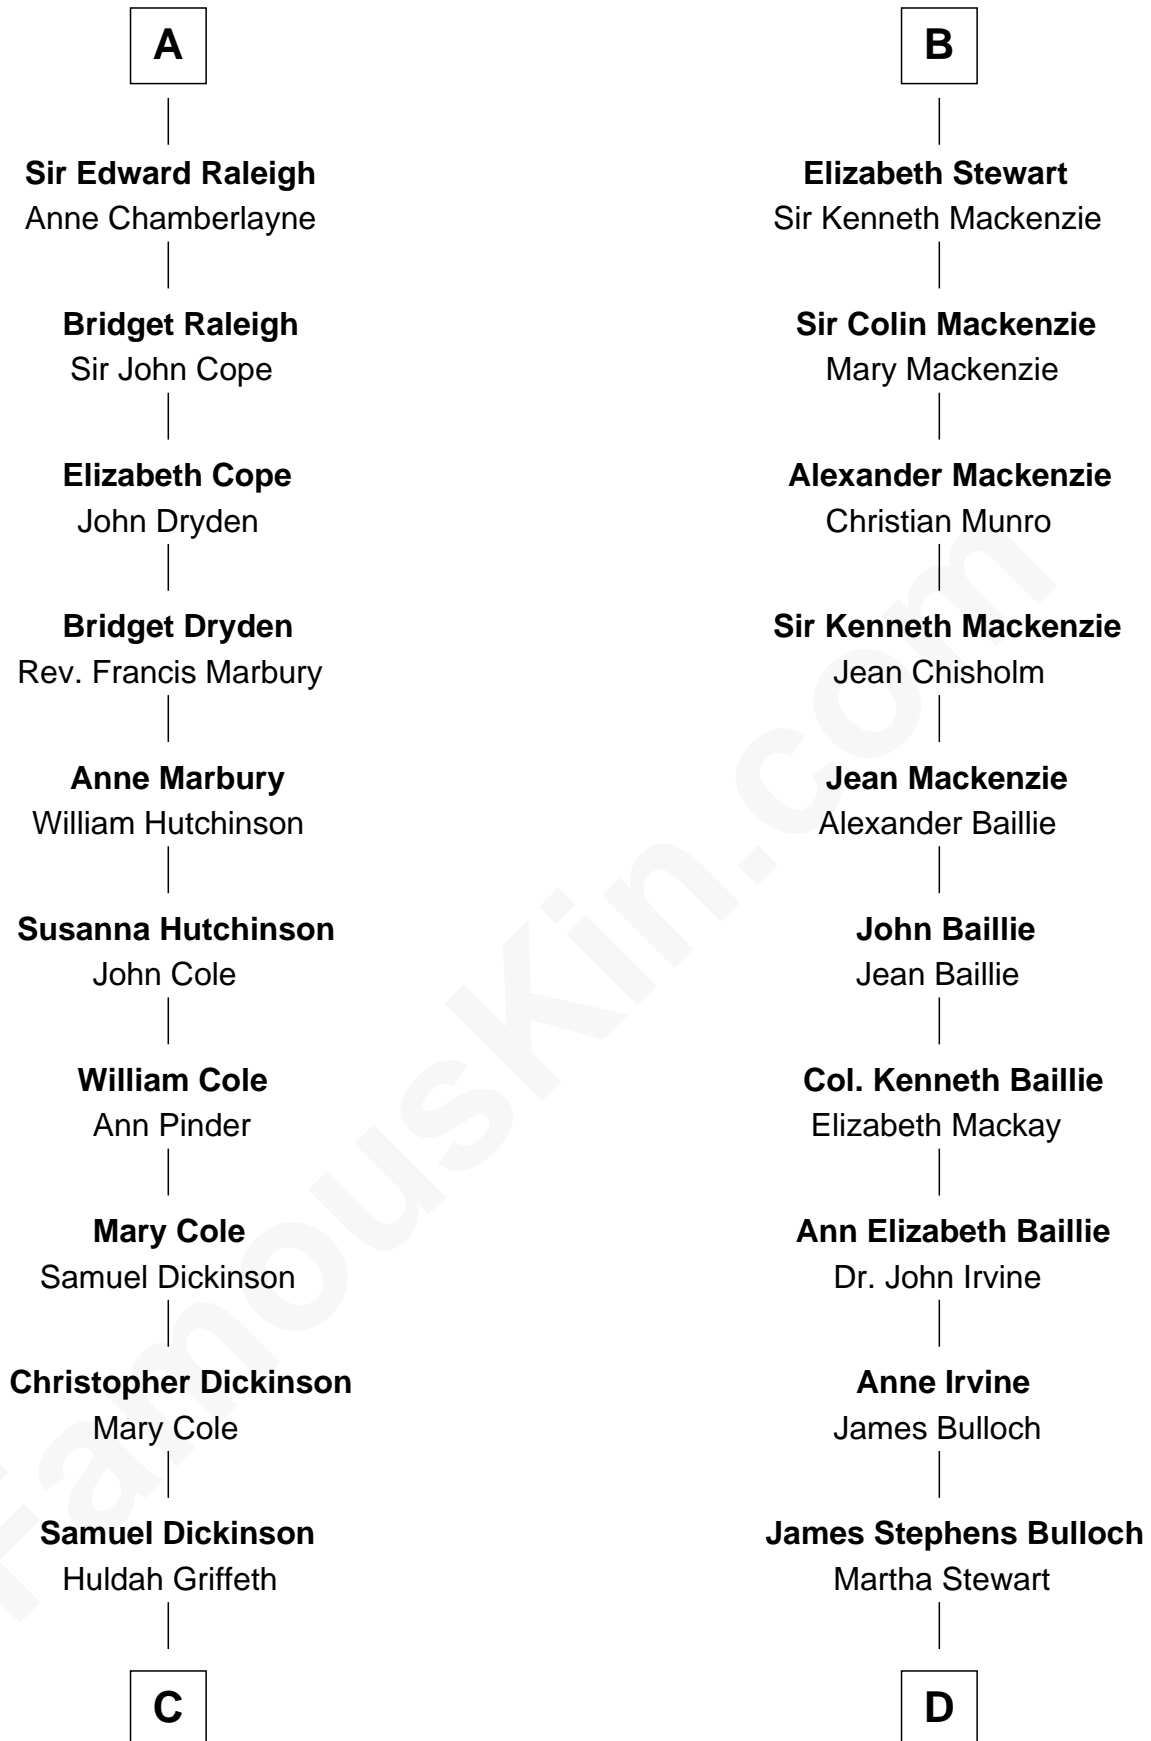 A
Sir Edward Raleigh
Anne Chamberlayne
Bridget Raleigh
Sir John Cope
Elizabeth Cope
John Dryden
Bridget Dryden
Rev. Francis Marbury
Anne Marbury
William Hutchinson
Susanna Hutchinson
John Cole
William Cole
Ann Pinder
Mary Cole
Samuel Dickinson
Christopher Dickinson
Mary Cole
Samuel Dickinson
Huldah Griffeth
C
B
Elizabeth Stewart
Sir Kenneth Mackenzie
Sir Colin Mackenzie
Mary Mackenzie
Alexander Mackenzie
Christian Munro
Sir Kenneth Mackenzie
Jean Chisholm
Jean Mackenzie
Alexander Baillie
John Baillie
Jean Baillie
Col. Kenneth Baillie
Elizabeth Mackay
Ann Elizabeth Baillie
Dr. John Irvine
Anne Irvine
James Bulloch
James Stephens Bulloch
Martha Stewart
D
FamousKin.com